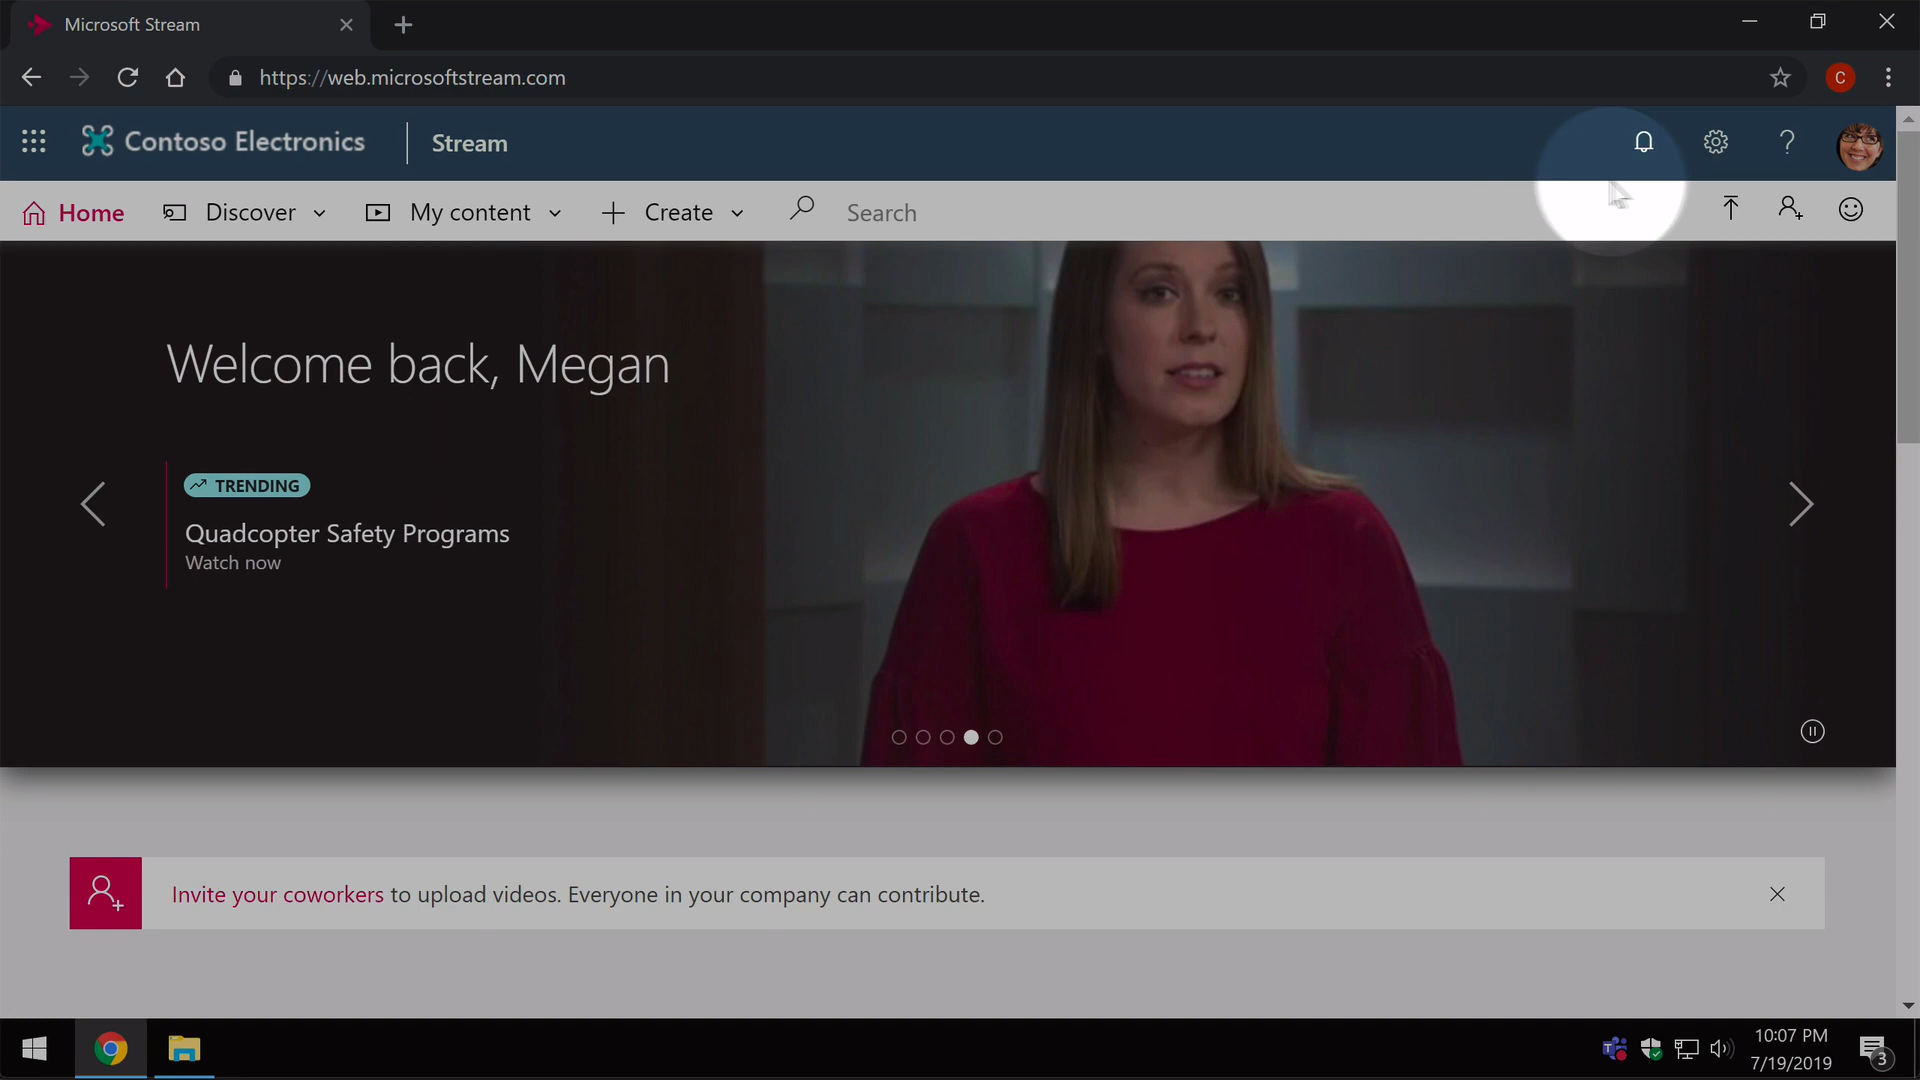 Microsoft Stream
https://web.microsoftstream.com
C
Contoso Electronics
Stream
?
Home
Discover
My content
Create
Search
Welcome back, Megan
TRENDING
Quadcopter Safety Programs
Watch now
Invite your coworkers to upload videos. Everyone in your company can contribute.
10:07 PM
7/19/2019
3